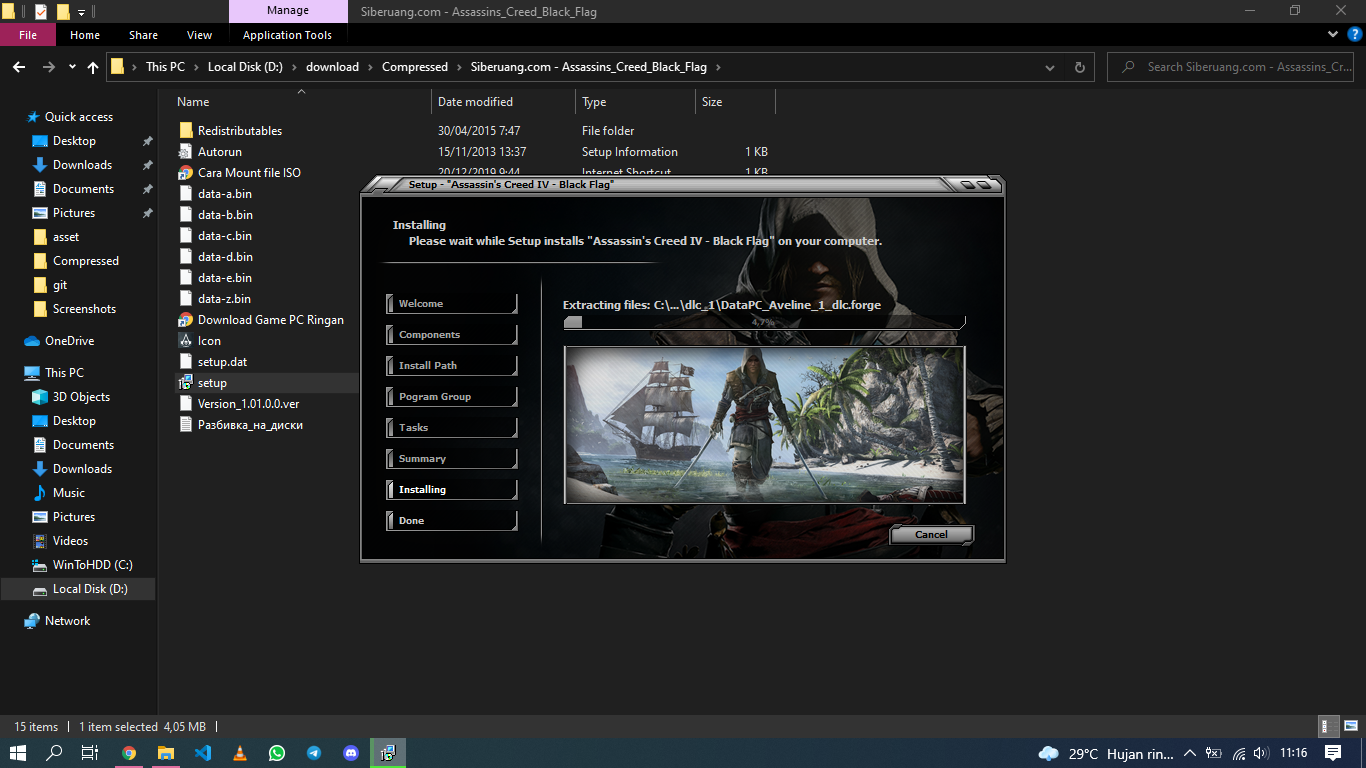 Manage
Siberuang.com - Assassins_Creed_Black_Flag
File
Home
Share
View
Application Tools
This PC
Local Disk (D:)
download
Compressed
Siberuang.com - Assassins_Creed_Black_Flag
Search Siberuang.com - Assassins_Cr...
Name
Date modified
Type
Size
Quick access
Desktop
Downloads
Documents
Pictures
asset
Compressed
git
Screenshots
OneDrive
This PC
3D Objects
Desktop
Documents
Downloads
Music
Pictures
Videos
WinToHDD (C:)
Local Disk (D:)
Network
Redistributables 30/04/2015 7:47 File folder
Autorun 15/11/2013 13:37 Setup Information 1 KB
Cara Mount file ISO 20/12/2019 9:44 Internet Shortcut 1 KB
data-a.bin
data-b.bin
data-c.bin
data-d.bin
data-e.bin
data-z.bin
Download Game PC Ringan
Icon
setup.dat
setup
Version_1.01.0.0.ver
Разбивка_на_диски
Setup - "Assassin's Creed IV - Black Flag"
Installing
Please wait while Setup installs "Assassin's Creed IV - Black Flag" on your computer.
Welcome
Components
Install Path
Pogram Group
Tasks
Summary
Installing
Done
Extracting files: C:\...\dlc_1\DataPC_Aveline_1_dlc.forge
4,7%
Cancel
15 items
1 item selected 4,05 MB
29°C Hujan rin...
11:16